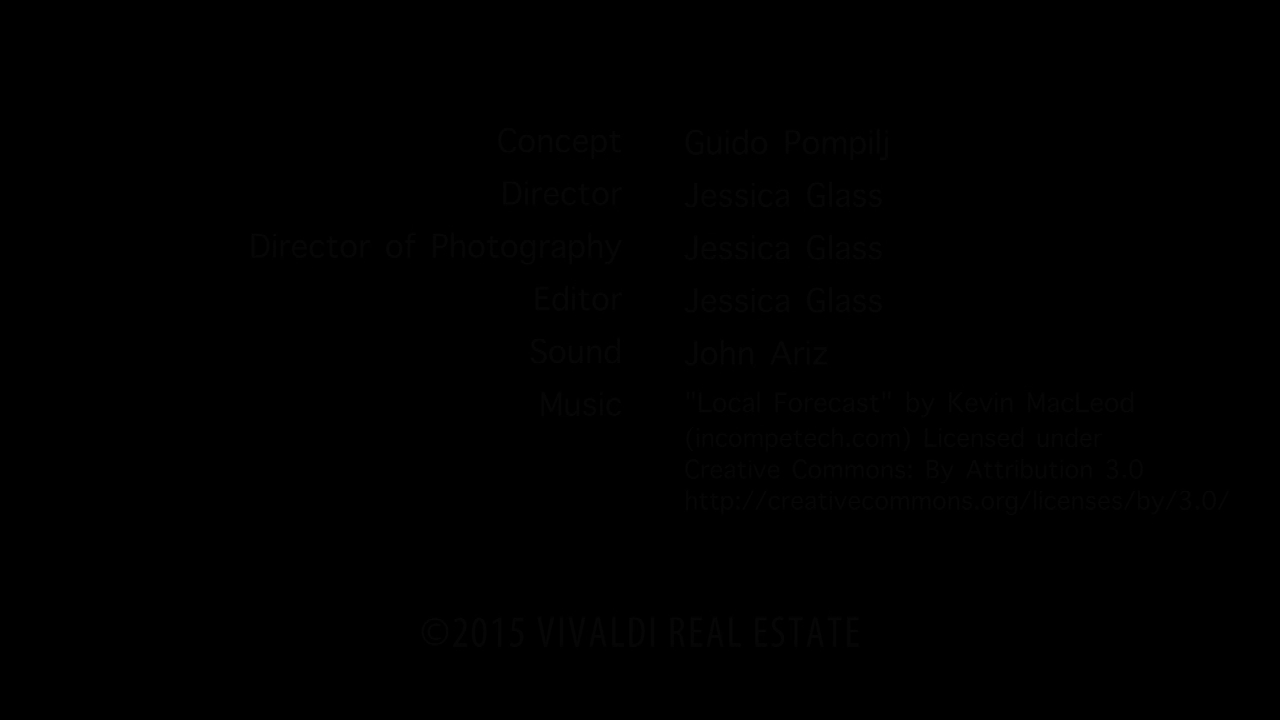 Concept Guido Pompilj
Director Jessica Glass
Director of Photography Jessica Glass
Editor Jessica Glass
Sound John Ariz
Music "Local Forecast" by Kevin MacLeod
(incompetech.com) Licensed under
Creative Commons: By Attribution 3.0
http://creativecommons.org/licenses/by/3.0/
©2015 VIVALDI REAL ESTATE